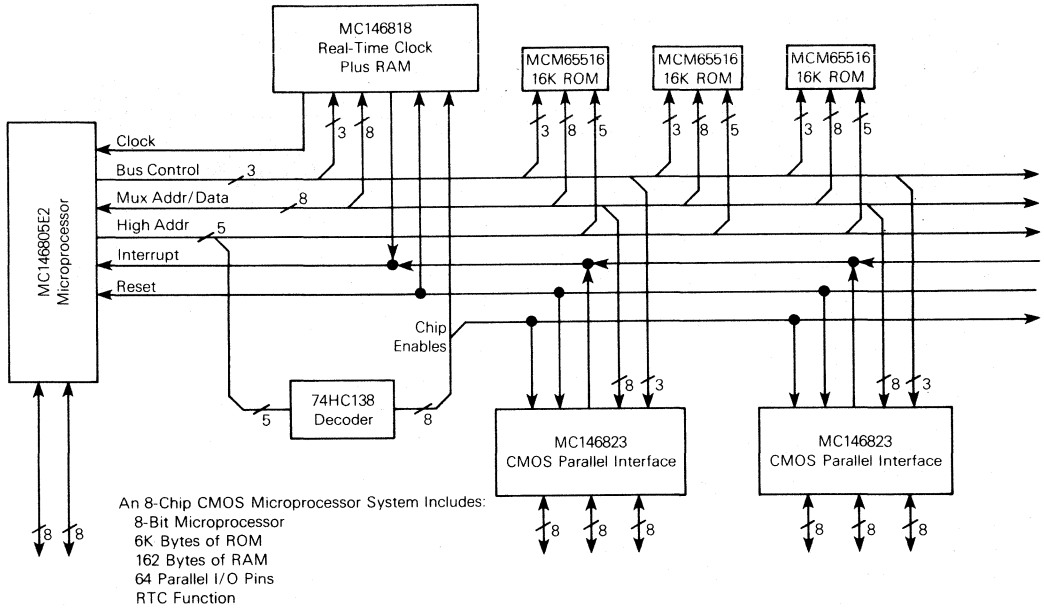 MC146818
Real-Time Clock
Plus RAM
MCM65516
16K ROM
MCM65516
16K ROM
MCM65516
16K ROM
3
8
3
8
5
3
8
5
3
8
5
MC146805E2
Microprocessor
Clock
Bus Control
3
Mux Addr/Data
8
High Addr
5
Interrupt
Reset
Chip
Enables
74HC138
Decoder
5
8
8
3
8
3
MC146823
CMOS Parallel Interface
MC146823
CMOS Parallel Interface
8
8
8
8
8
8
8
8
An 8-Chip CMOS Microprocessor System Includes:
8-Bit Microprocessor
6K Bytes of ROM
162 Bytes of RAM
64 Parallel I/O Pins
RTC Function